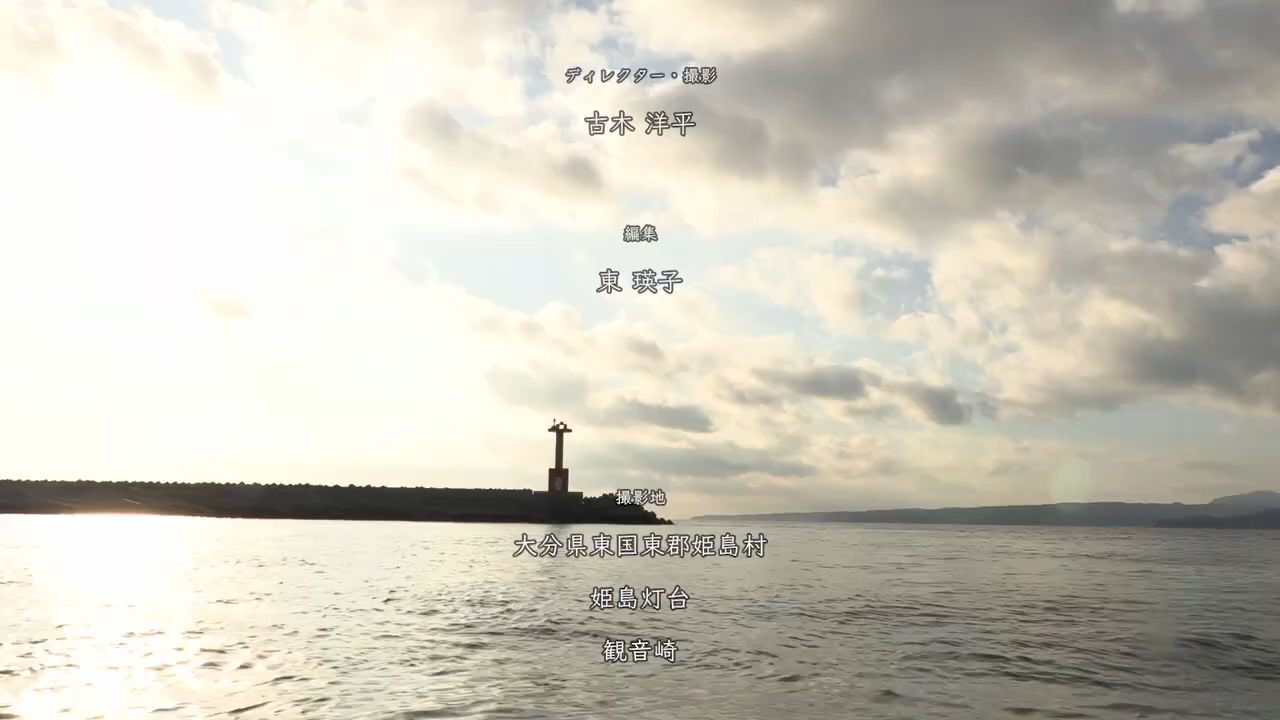 ディレクター・撮影
古木 洋平
編集
東 瑛子
撮影地
大分県東国東郡姫島村
姫島灯台
観音崎